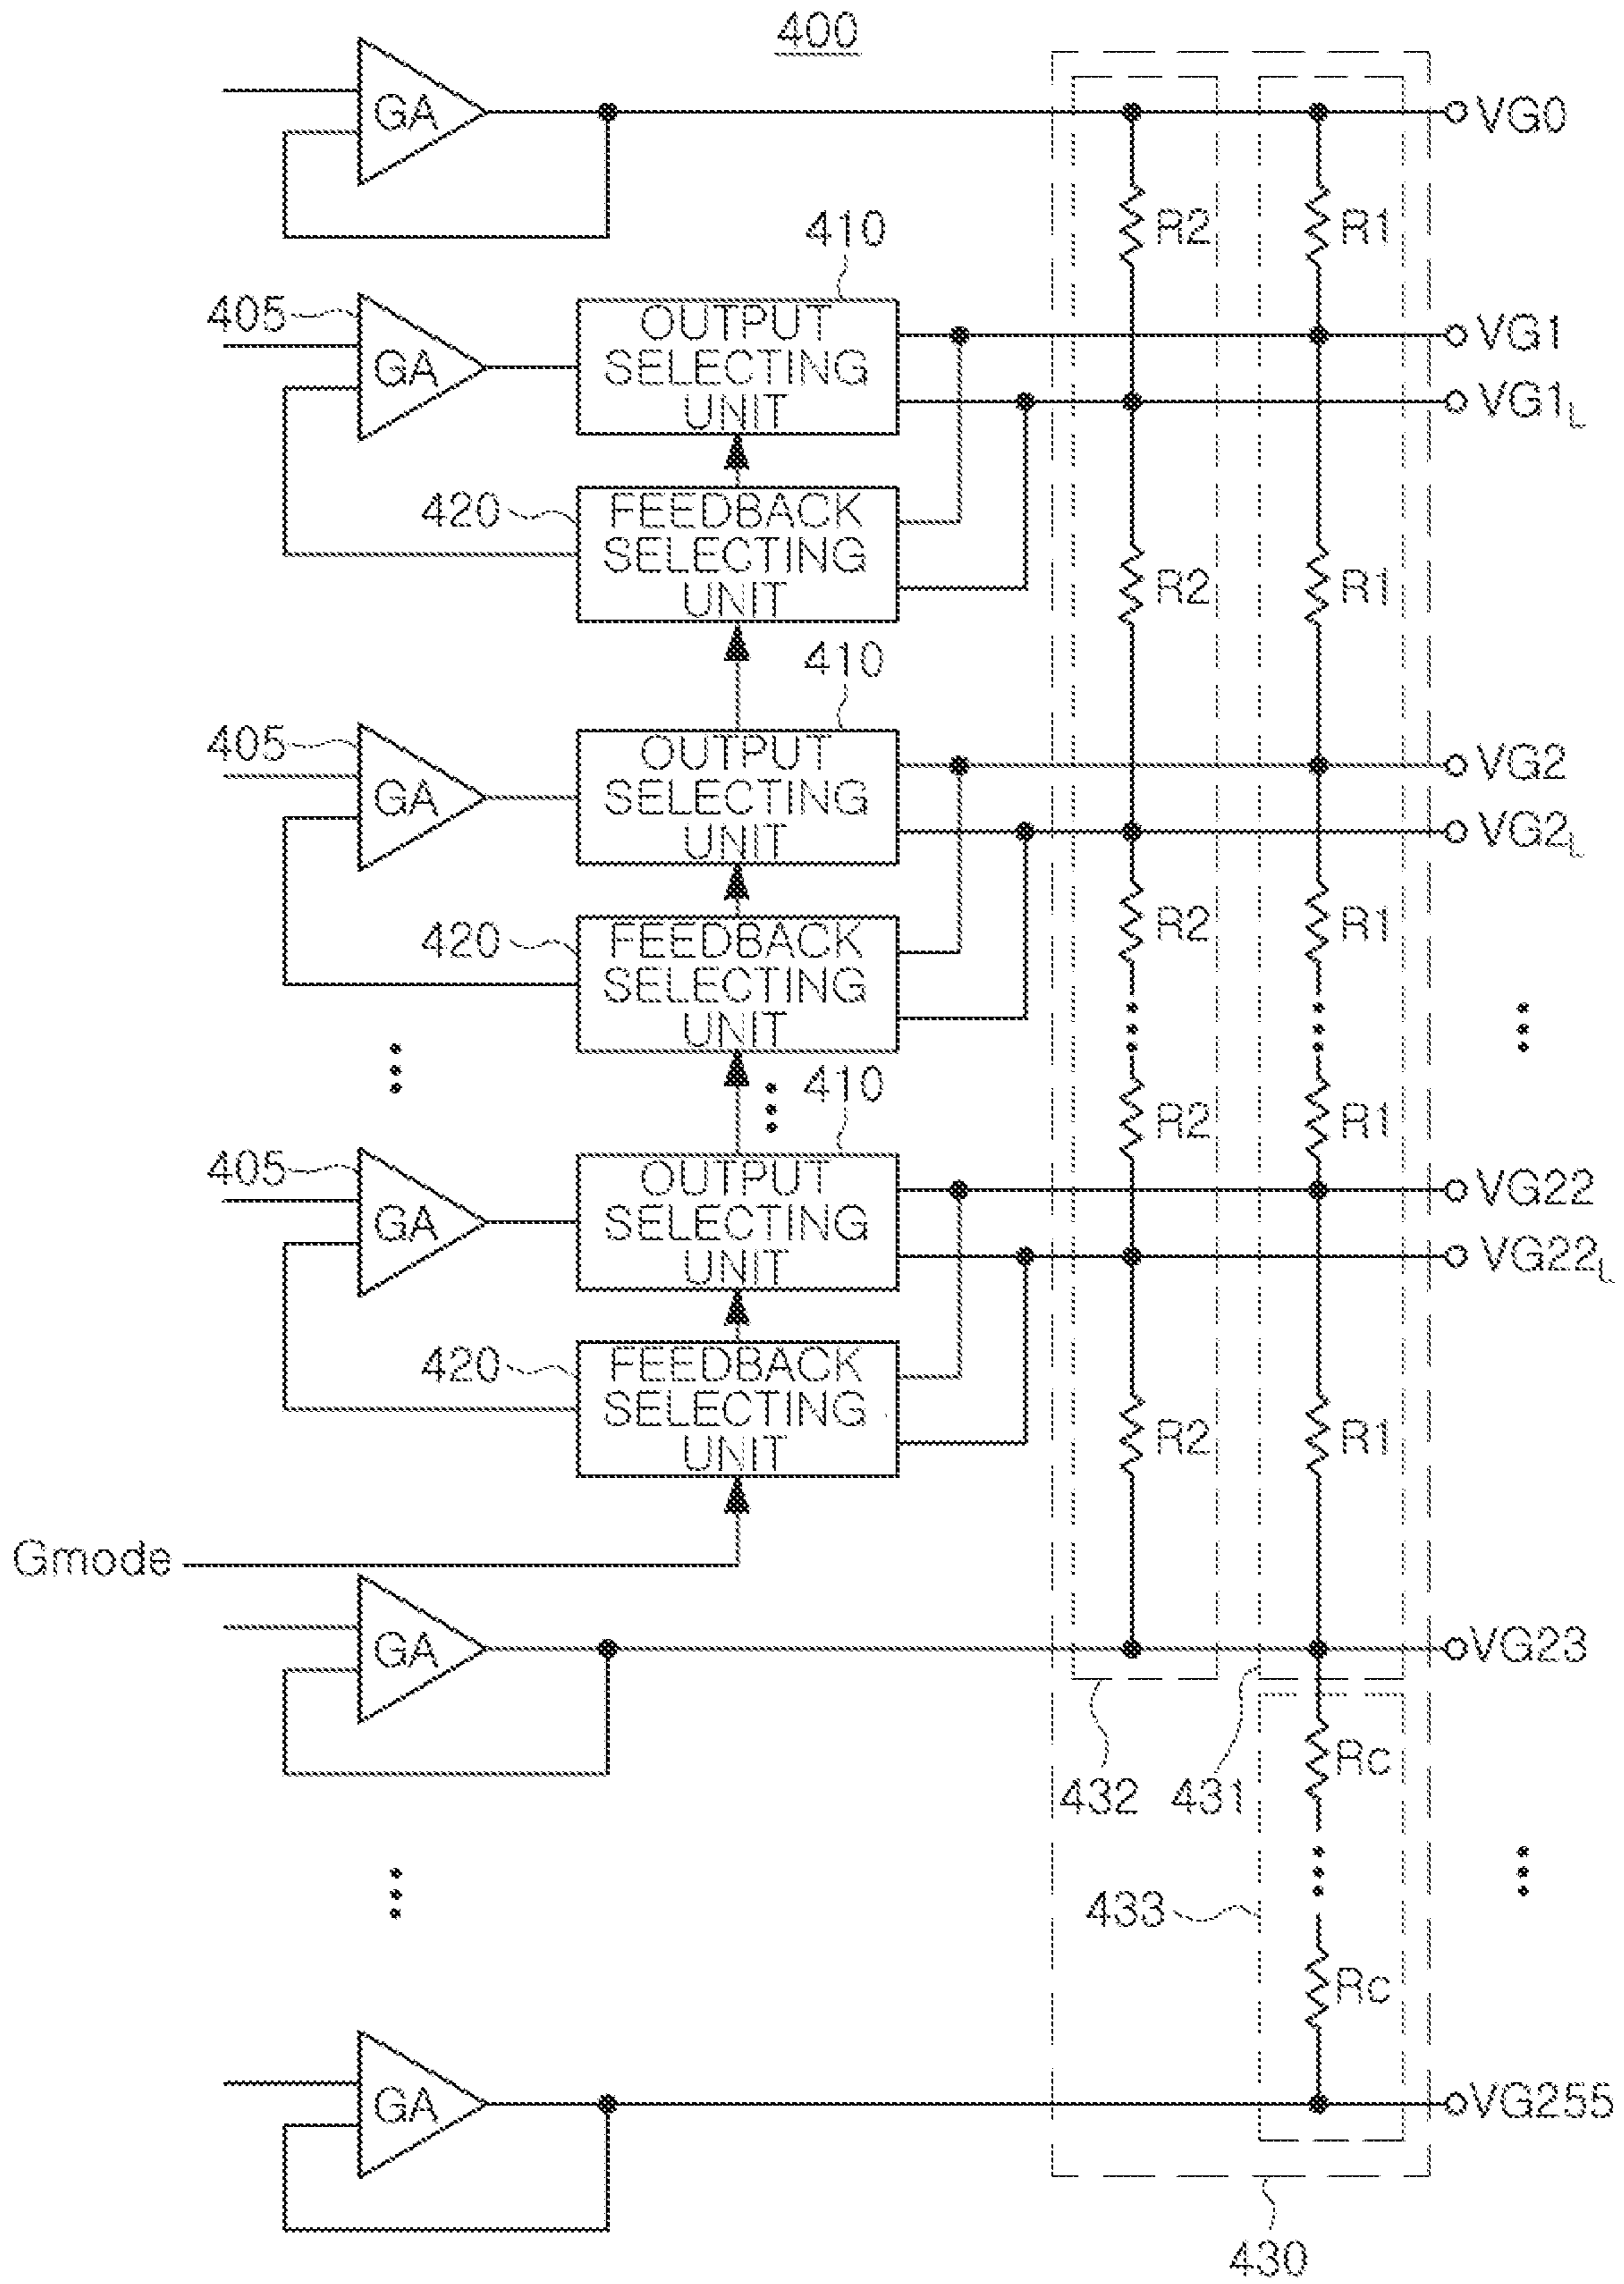 400
GA
VG0
R2
R1
410
405
GA
OUTPUT
SELECTING
UNIT
VG1
VG1L
420
FEEDBACK
SELECTING
UNIT
R2
R1
410
405
GA
OUTPUT
SELECTING
UNIT
VG2
VG2L
420
FEEDBACK
SELECTING
UNIT
R2
R1
410
R2
R1
405
GA
OUTPUT
SELECTING
UNIT
VG22
VG22L
420
FEEDBACK
SELECTING
UNIT
R2
R1
Gmode
GA
VG23
Rc
432
431
433
Rc
GA
VG255
430